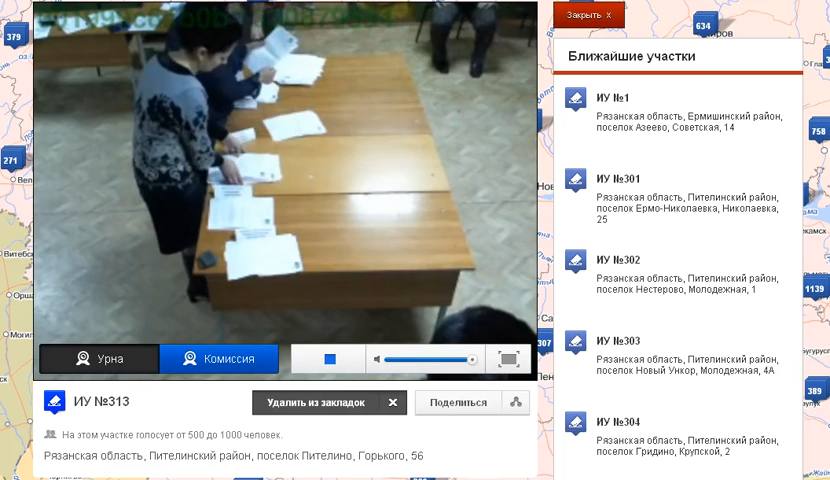 Закрыть x
379
634
Ближайшие участки
ИУ №1
Рязанская область, Ермишинский район,
поселок Азеево, Советская, 14
758
271
ИУ №301
Рязанская область, Пителинский район,
поселок Ермо-Николаевка, Николаевка,
25
ИУ №302
Рязанская область, Пителинский район,
поселок Нестерово, Молодежная, 1
1139
307
Урна
Комиссия
ИУ №303
Рязанская область, Пителинский район,
поселок Новый Ункор, Молодежная, 4А
389
ИУ №313
Удалить из закладок
Поделиться
ИУ №304
Рязанская область, Пителинский район,
поселок Гридино, Крупской, 2
На этом участке голосует от 500 до 1000 человек.
Рязанская область, Пителинский район, поселок Пителино, Горького, 56